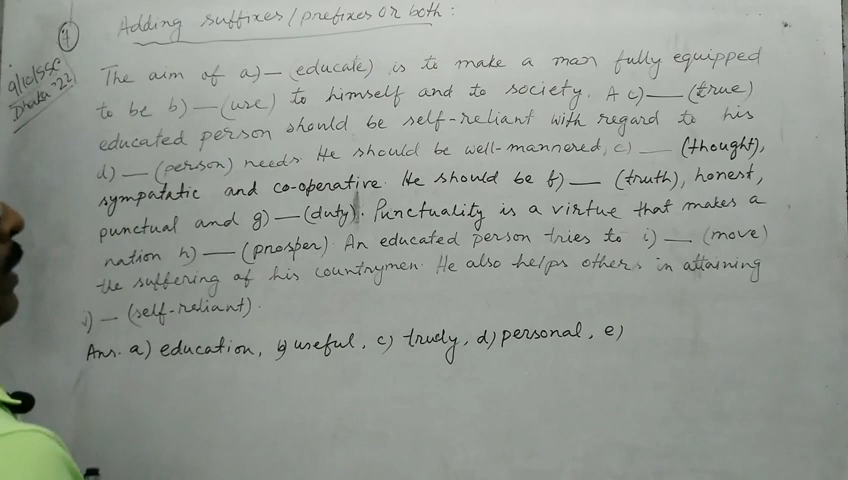 7 Adding suffixes/prefixes or both:
9/10/SSC
Dhaka '22
The aim of a)— (educate) is to make a man fully equipped
to be b)— (use) to himself and to society. A c)— (true)
educated person should be self-reliant with regard to his
d)— (person) needs. He should be well-mannered, e)— (thought),
sympatatic and co-operative. He should be f)— (truth), honest,
punctual and g)— (duty). Punctuality is a virtue that makes a
nation h)— (prosper). An educated person tries to i)— (move)
the suffering of his countrymen. He also helps others in attaining
j)— (self-reliant).
Ans. a) education, b) useful, c) truely, d) personal, e)